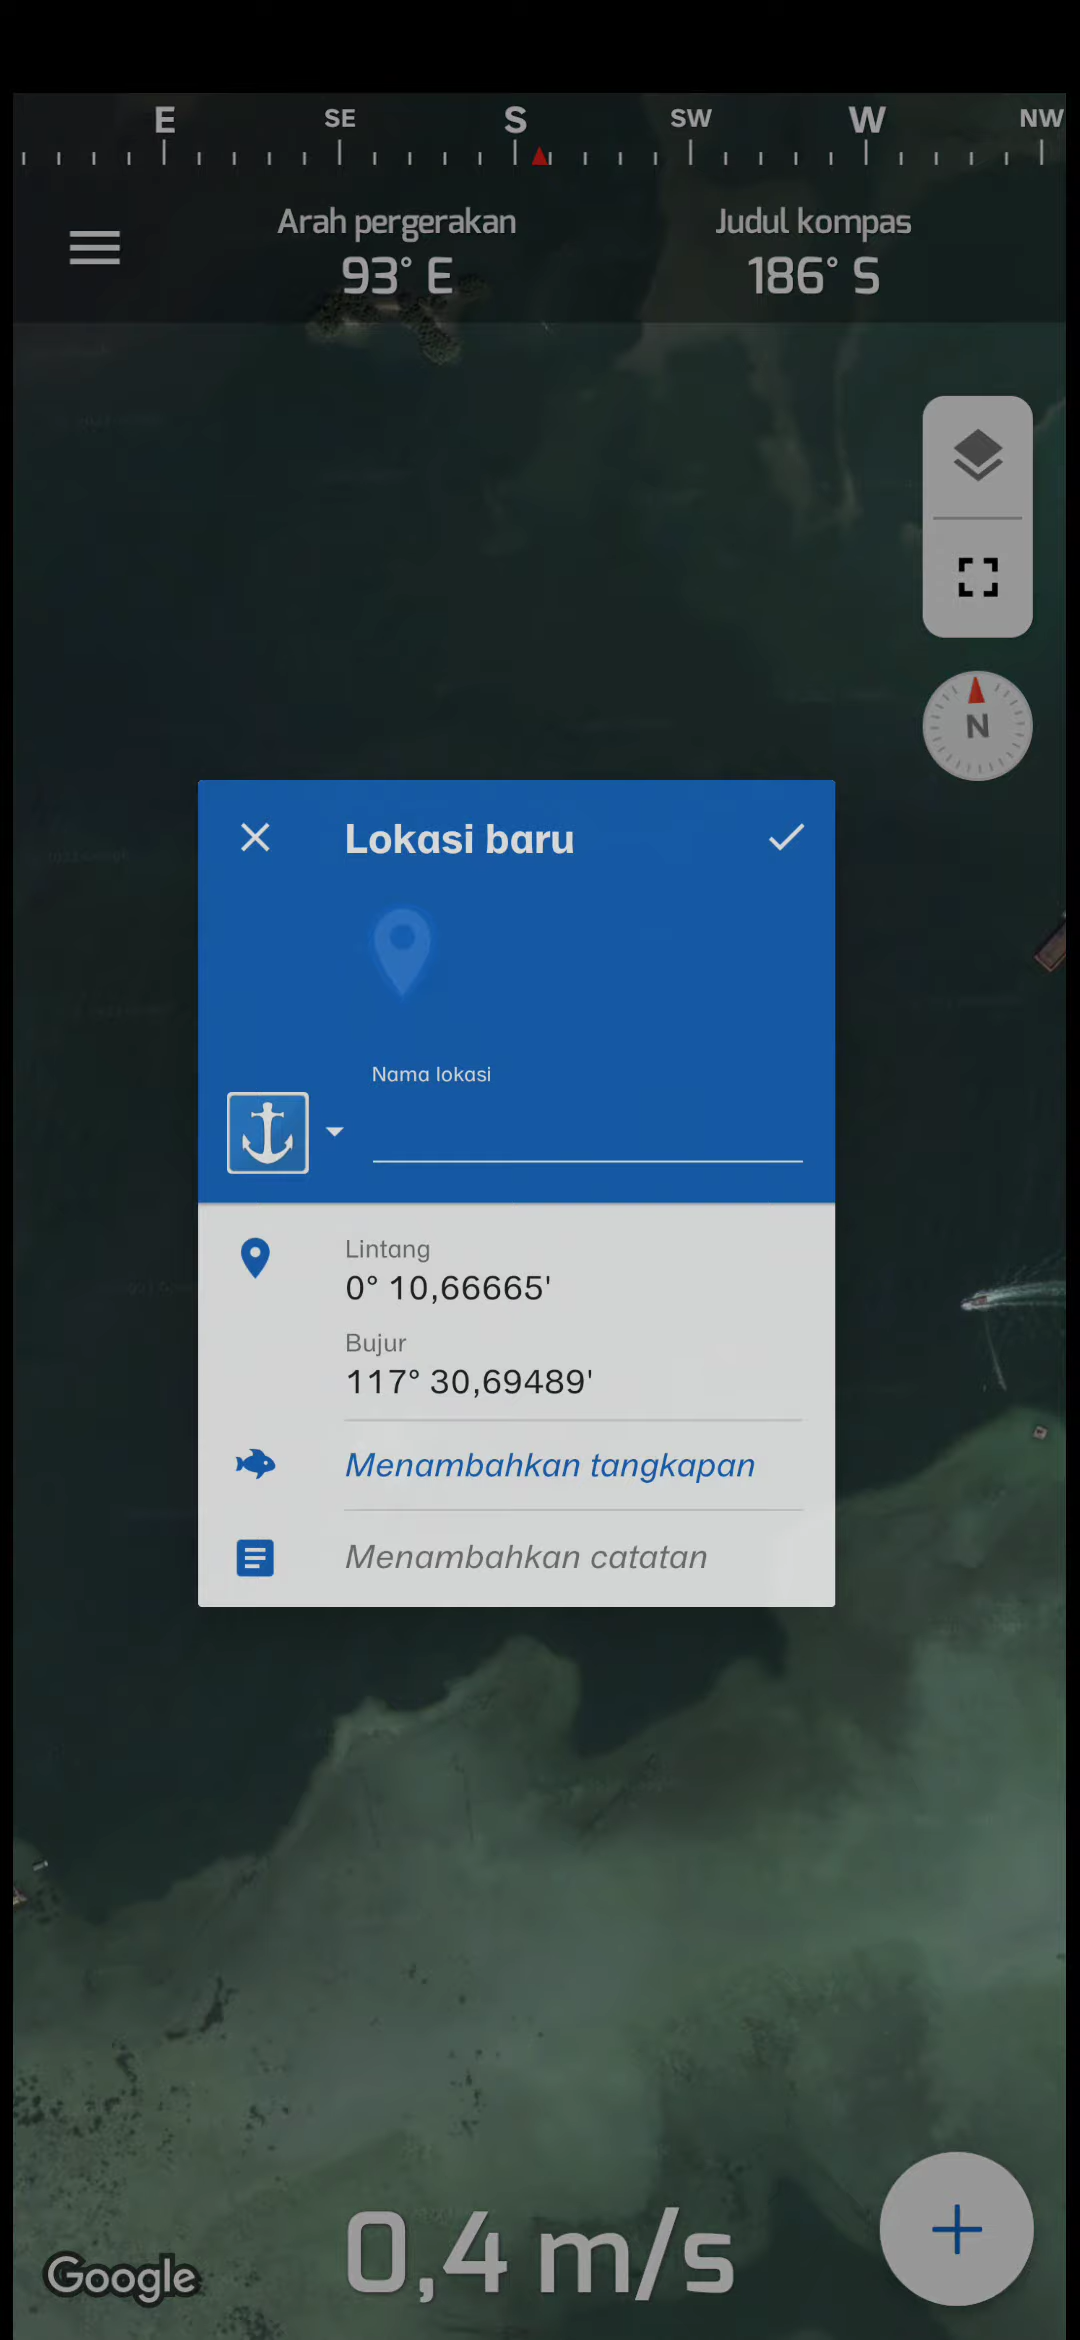 E SE S SW W NW
Arah pergerakan Judul kompas
93° E 186° S
N
Lokasi baru
Nama lokasi
Lintang
0° 10,66665'
Bujur
117° 30,69489'
Menambahkan tangkapan
Menambahkan catatan
0,4 m/s
Google